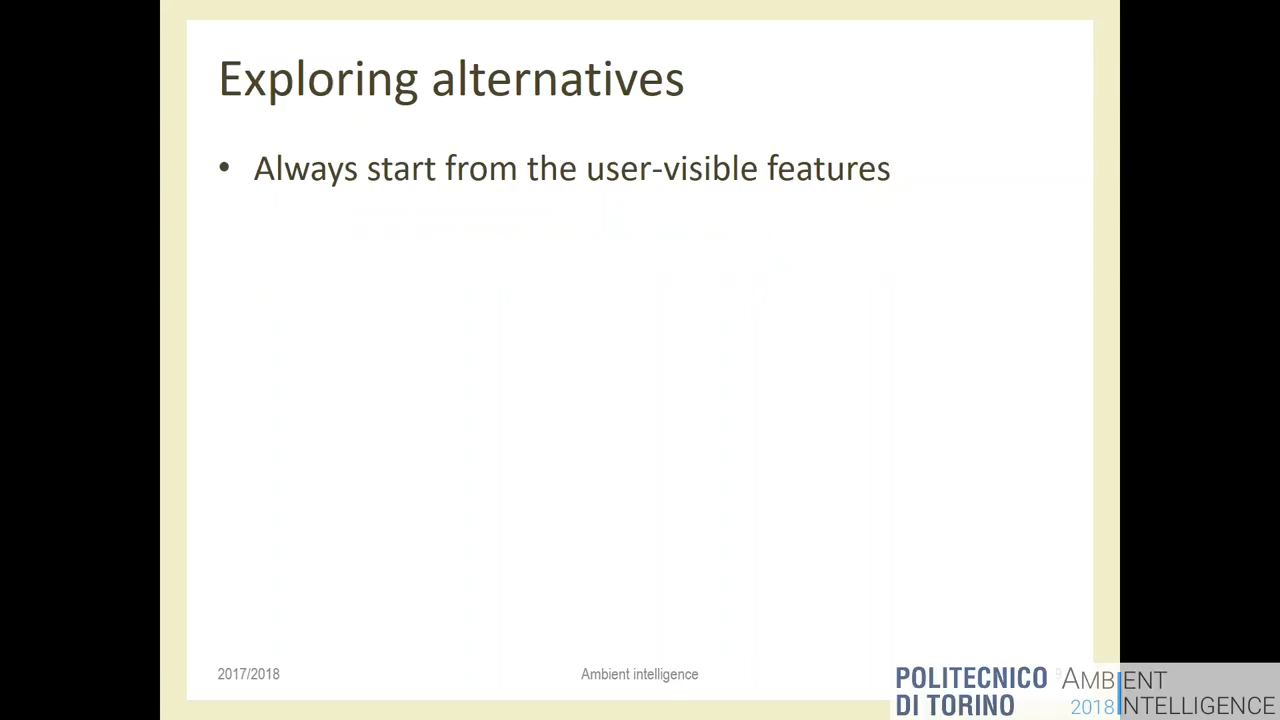 Exploring alternatives
• Always start from the user-visible features
2017/2018
Ambient intelligence
9
POLITECNICO
DI TORINO
AMBIENT
2018 INTELLIGENCE